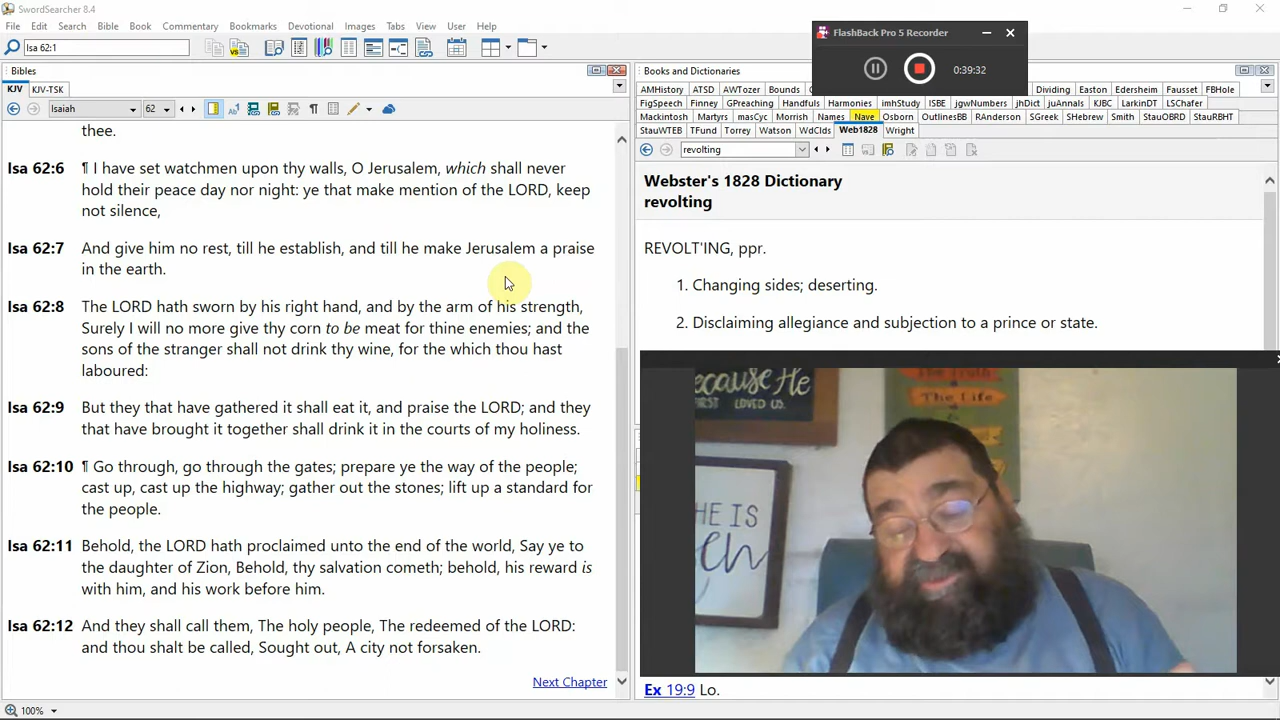 SwordSearcher 8.4
File Edit Search Bible Book Commentary Bookmarks Devotional Images Tabs View User Help
Isa 62:1
VS
Bibles
KJV KJV-TSK
Isaiah 62
thee.
Isa 62:6 ¶ I have set watchmen upon thy walls, O Jerusalem, which shall never
hold their peace day nor night: ye that make mention of the LORD, keep
not silence,
Isa 62:7 And give him no rest, till he establish, and till he make Jerusalem a praise
in the earth.
Isa 62:8 The LORD hath sworn by his right hand, and by the arm of his strength,
Surely I will no more give thy corn to be meat for thine enemies; and the
sons of the stranger shall not drink thy wine, for the which thou hast
laboured:
Isa 62:9 But they that have gathered it shall eat it, and praise the LORD; and they
that have brought it together shall drink it in the courts of my holiness.
Isa 62:10 ¶ Go through, go through the gates; prepare ye the way of the people;
cast up, cast up the highway; gather out the stones; lift up a standard for
the people.
Isa 62:11 Behold, the LORD hath proclaimed unto the end of the world, Say ye to
the daughter of Zion, Behold, thy salvation cometh; behold, his reward is
with him, and his work before him.
Isa 62:12 And they shall call them, The holy people, The redeemed of the LORD:
and thou shalt be called, Sought out, A city not forsaken.
Next Chapter
100%
FlashBack Pro 5 Recorder
0:39:32
Books and Dictionaries
AMHistory ATSD AWTozer Bounds Easton Edersheim Fausset FBHole
FigSpeech Finney GPreaching Handfuls Harmonies imhStudy ISBE jgwNumbers jhDict juAnnals KJBC LarkinDT LSChafer
Mackintosh Martyrs masCyc Morrish Names Nave Osborn OutlinesBB RAnderson SGreek SHebrew Smith StauOBRD StauRBHT
StauWTEB TFund Torrey Watson WdClds Web1828 Wright
revolting
Webster's 1828 Dictionary
revolting
REVOLT'ING, ppr.
1. Changing sides; deserting.
2. Disclaiming allegiance and subjection to a prince or state.
ecause He
FIRST LOVED US.
The Truth
&
The Life
HE IS
en
Ex 19:9 Lo.